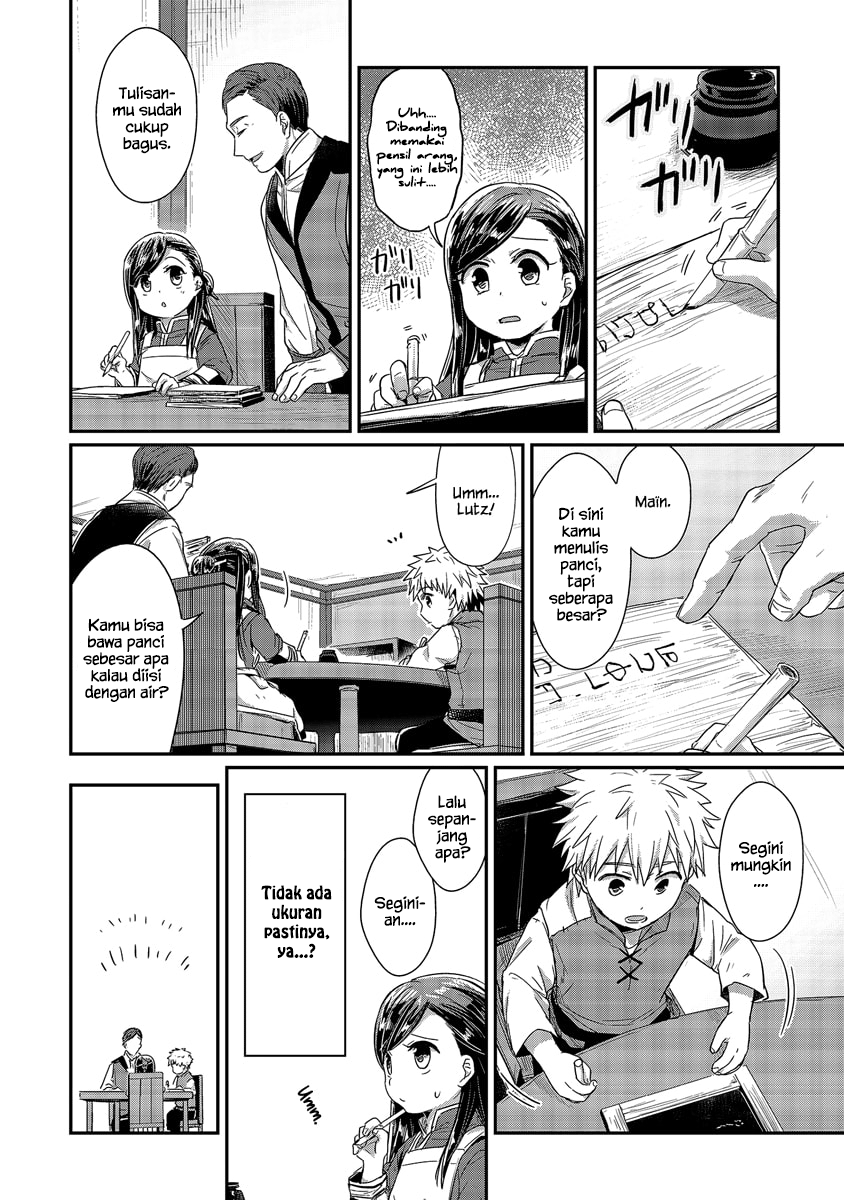 ガリ
ガリ
Uhh....
Dibanding
memakai
pensil arang,
yang ini lebih
sulit....
ガリ
ガリ
Tulisan-
mu sudah
cukup
bagus.
Maïn.
Di sini
kamu
menulis
panci,
tapi
seberapa
besar?
Umm...
Lutz!
Kamu bisa
bawa panci
sebesar apa
kalau diisi
dengan air?
Segini
mungkin
....
Lalu
sepan-
jang
apa?
Segini-
an....
Tidak ada
ukuran
pastinya,
ya...?
Umm.